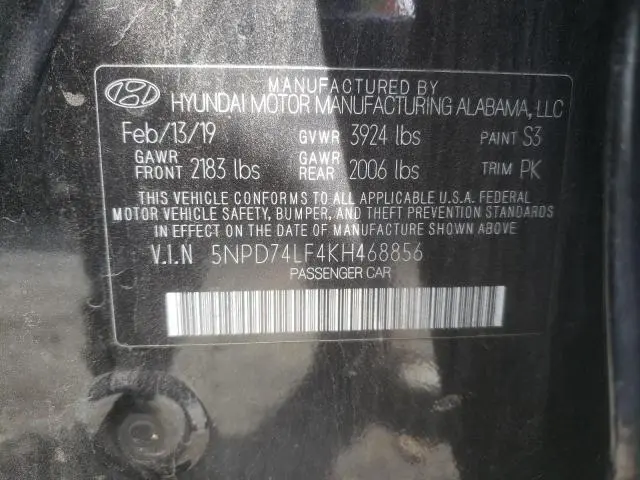 MANUFACTURED BY
HYUNDAI MOTOR MANUFACTURING ALABAMA, LLC
Feb/13/19 GVWR 3924 lbs PAINT S3
GAWR FRONT 2183 lbs GAWR REAR 2006 lbs TRIM PK
THIS VEHICLE CONFORMS TO ALL APPLICABLE U.S.A. FEDERAL
MOTOR VEHICLE SAFETY, BUMPER, AND THEFT PREVENTION STANDARDS
IN EFFECT ON THE DATE OF MANUFACTURE SHOWN ABOVE.
V.I.N 5NPD74LF4KH468856
PASSENGER CAR